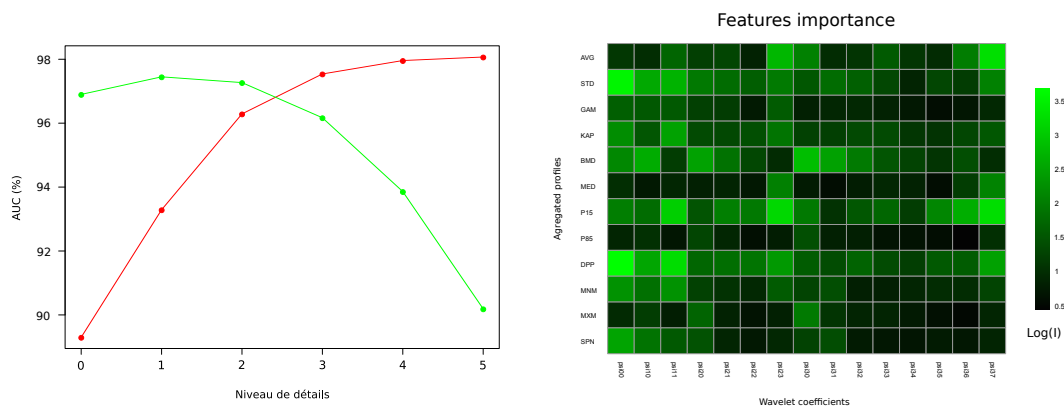 98
96
94
92
90
AUC (%)
0 1 2 3 4 5
Niveau de détails
Features importance
Agregated profiles
AVG
STD
GAM
KAP
BMD
MED
P15
P85
DPP
MNM
MXM
SPN
psi00 psi10 psi11 psi20 psi21 psi22 psi23 psi30 psi31 psi32 psi33 psi34 psi35 psi36 psi37
Wavelet coefficients
3.5
3
2.5
2
1.5
1
0.5
Log(I)